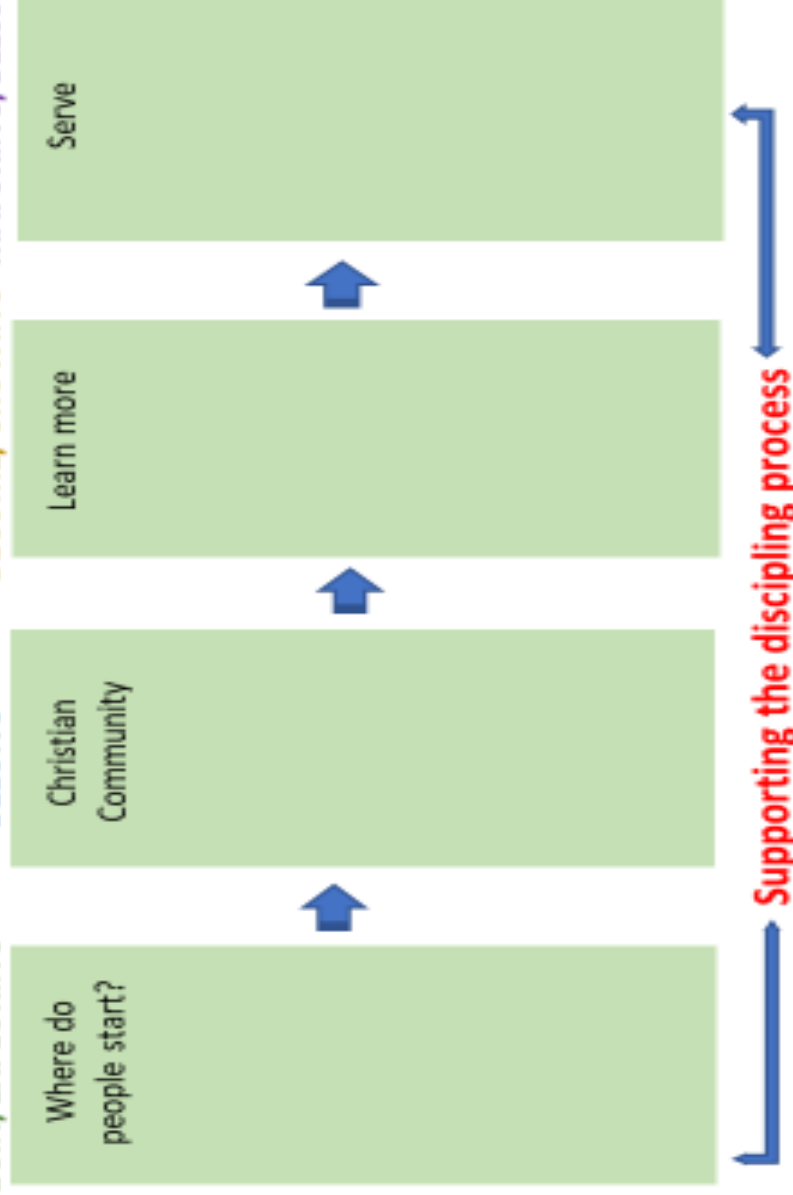 Where do
people start?
Christian
Community
Learn more
Serve
Supporting the discipling process